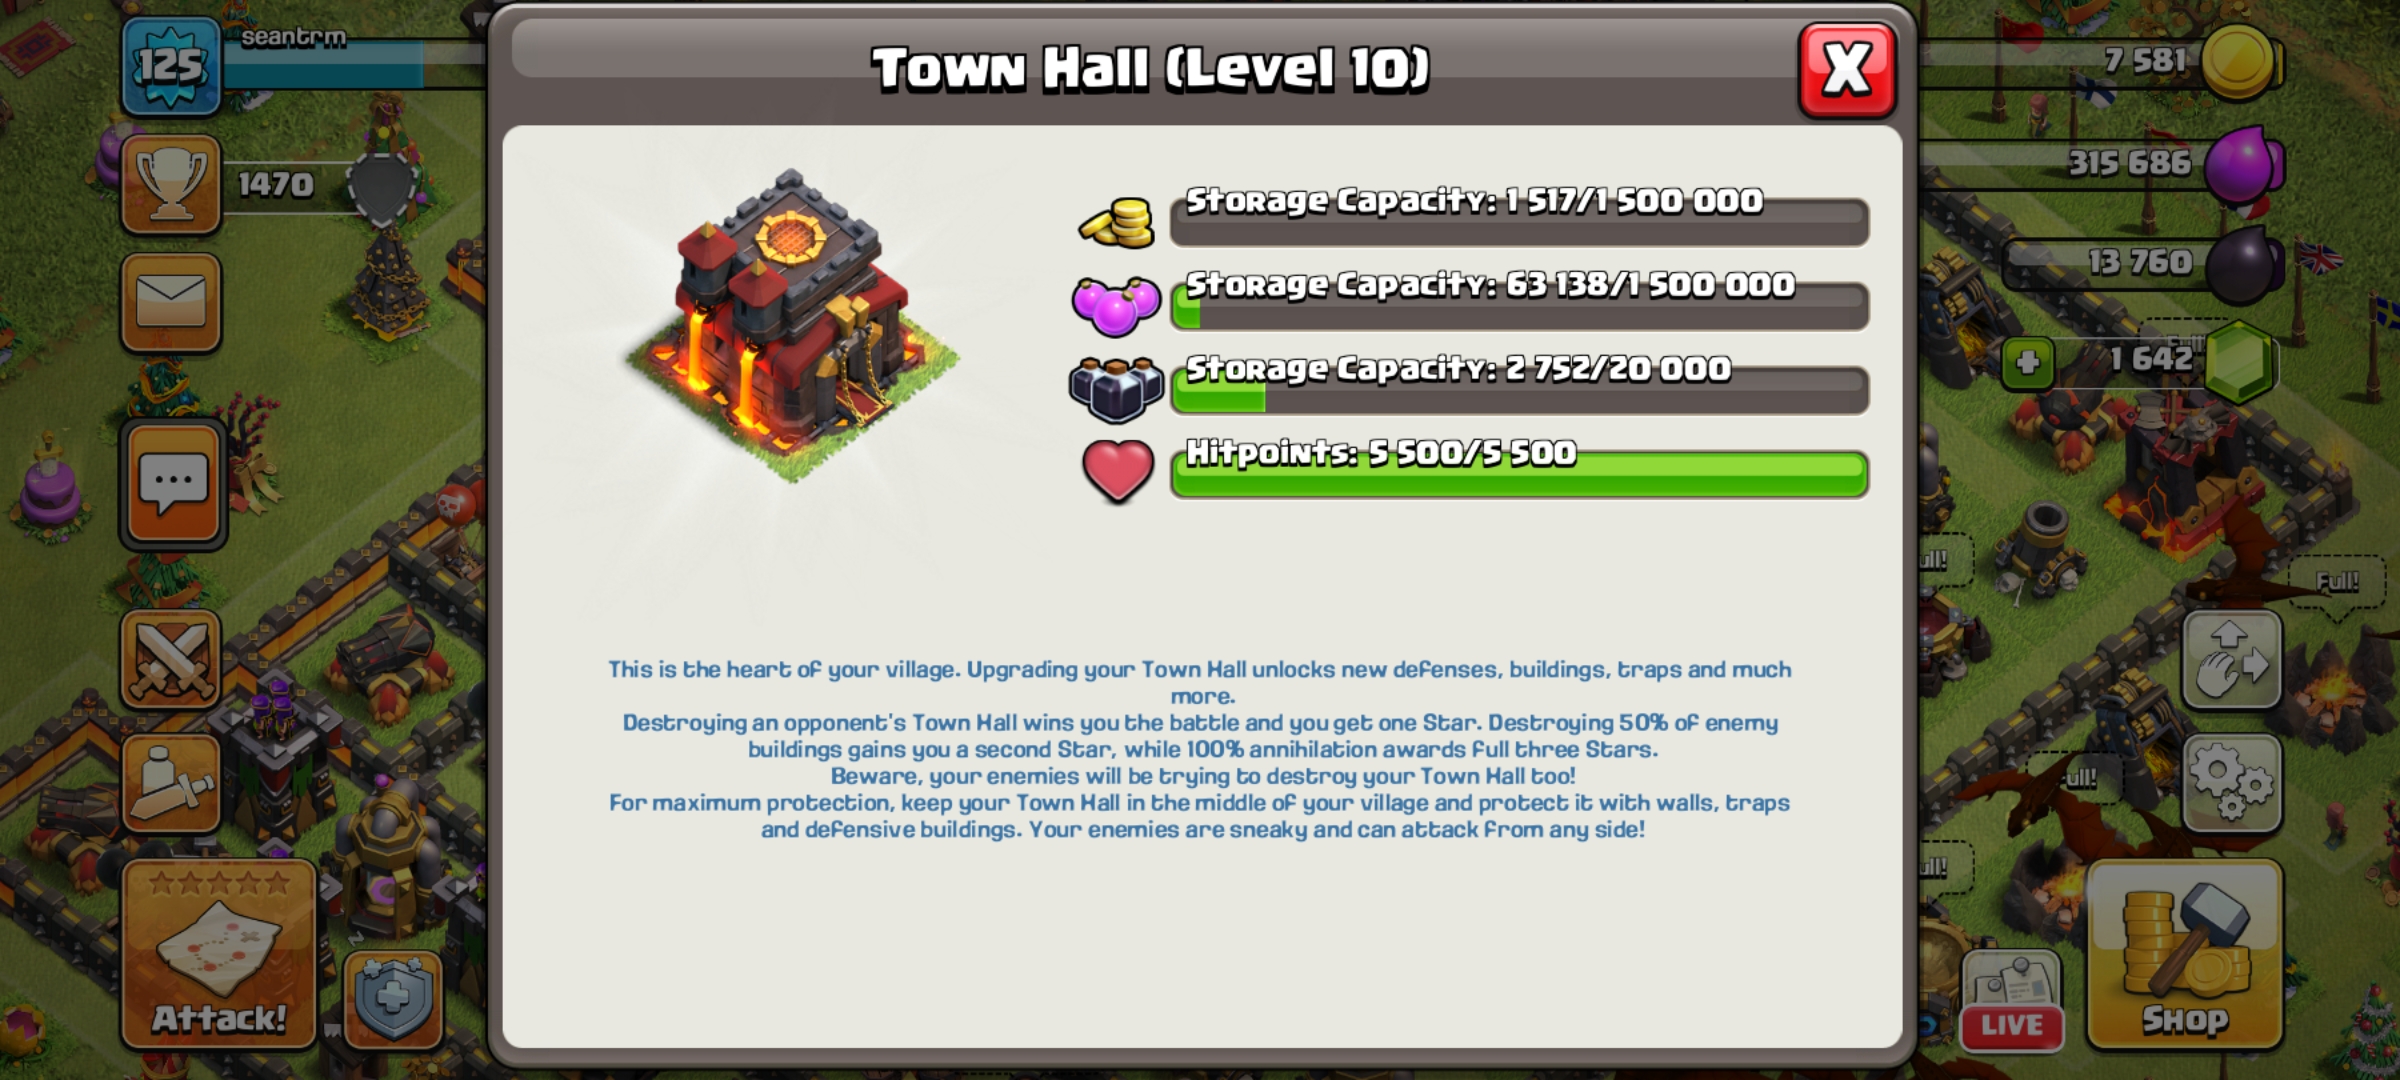 125
seantrm
1470
Town Hall (Level 10)
X
7 581
315 686
13 760
1 642
Storage Capacity: 1 517/1 500 000
Storage Capacity: 63 138/1 500 000
Storage Capacity: 2 752/20 000
Hitpoints: 5 500/5 500
This is the heart of your village. Upgrading your Town Hall unlocks new defenses, buildings, traps and much
more.
Destroying an opponent's Town Hall wins you the battle and you get one Star. Destroying 50% of enemy
buildings gains you a second Star, while 100% annihilation awards full three Stars.
Beware, your enemies will be trying to destroy your Town Hall too!
For maximum protection, keep your Town Hall in the middle of your village and protect it with walls, traps
and defensive buildings. Your enemies are sneaky and can attack from any side!
Full!
Attack!
LIVE
Shop